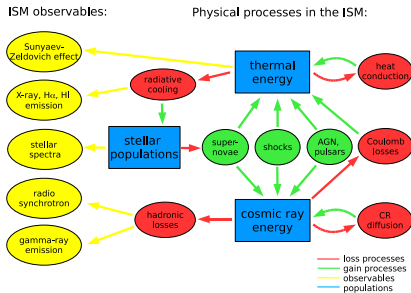 ISM observables:
Physical processes in the ISM:
Sunyaev-
Zeldovich effect
X-ray, Hα, HI
emission
stellar
spectra
radio
synchrotron
gamma-ray
emission
radiative
cooling
stellar
populations
hadronic
losses
thermal
energy
super-
novae
shocks
AGN,
pulsars
cosmic ray
energy
heat
conduction
Coulomb
losses
CR
diffusion
loss processes
gain processes
observables
populations